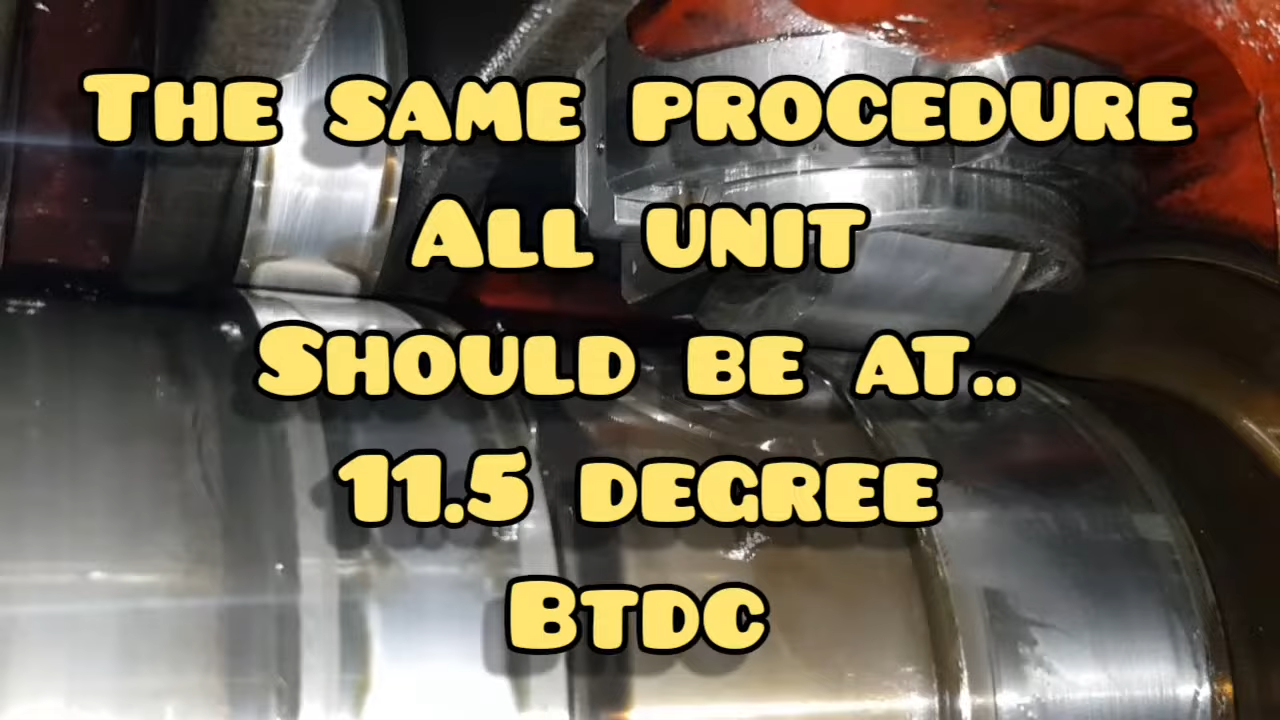 The same procedure
All unit
Should be at..
11.5 degree
Btdc